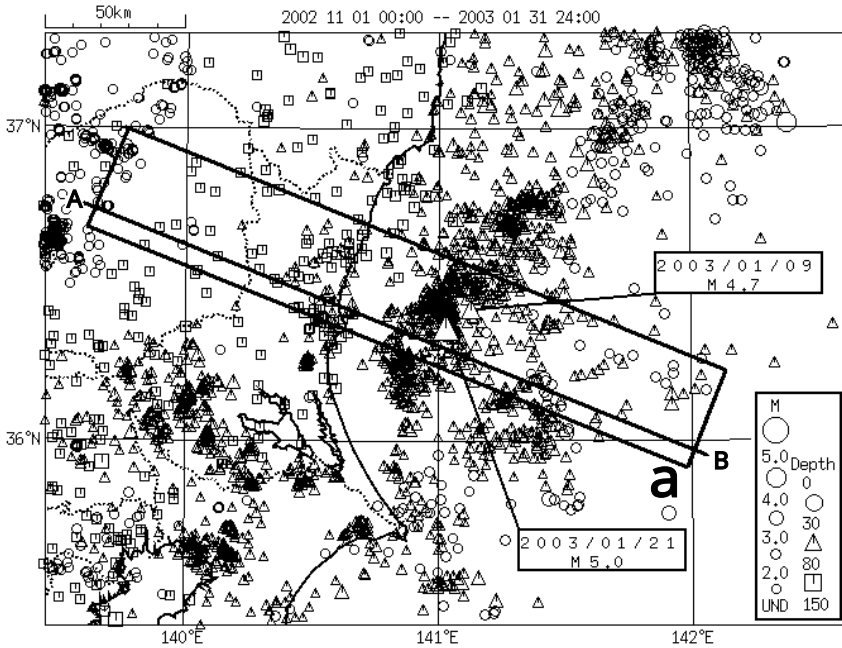 50km
2002 11 01 00:00 -- 2003 01 31 24:00
37°N
A
2003/01/09
M 4.7
36°N
a
B
2003/01/21
M 5.0
M
5.0
4.0
3.0
2.0
UND
Depth
0
30
80
150
140°E
141°E
142°E